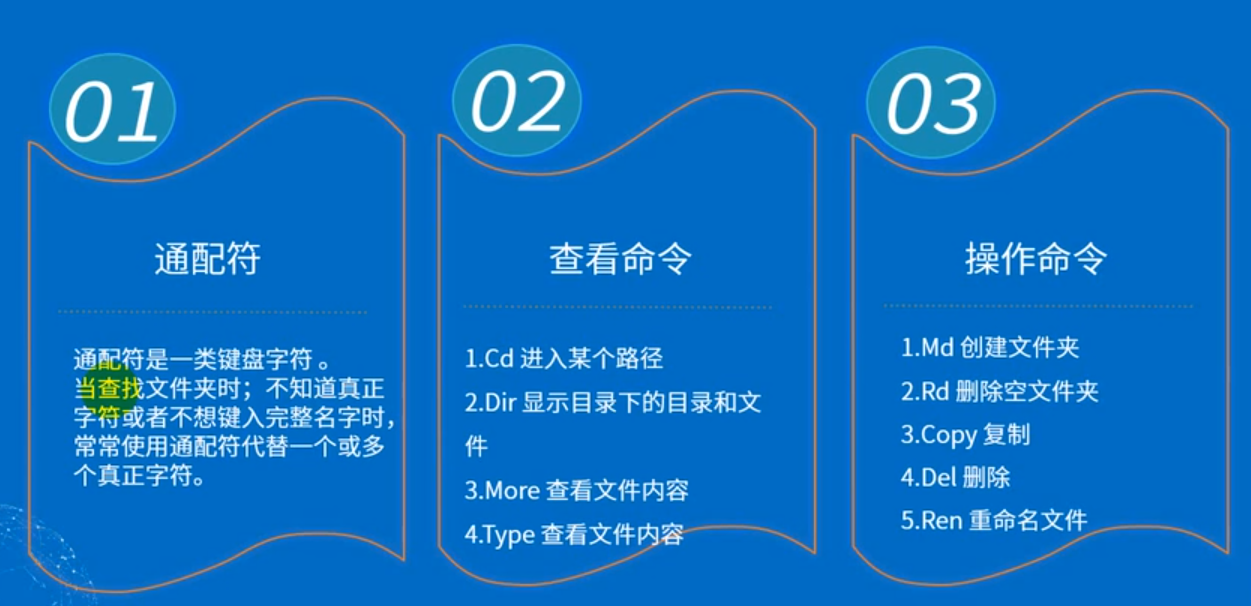 01
通配符
通配符是一类键盘字符 。
当查找文件夹时；不知道真正
字符或者不想键入完整名字时，
常常使用通配符代替一个或多
个真正字符。
02
查看命令
1.Cd 进入某个路径
2.Dir 显示目录下的目录和文
件
3.More 查看文件内容
4.Type 查看文件内容
03
操作命令
1.Md 创建文件夹
2.Rd 删除空文件夹
3.Copy 复制
4.Del 删除
5.Ren 重命名文件